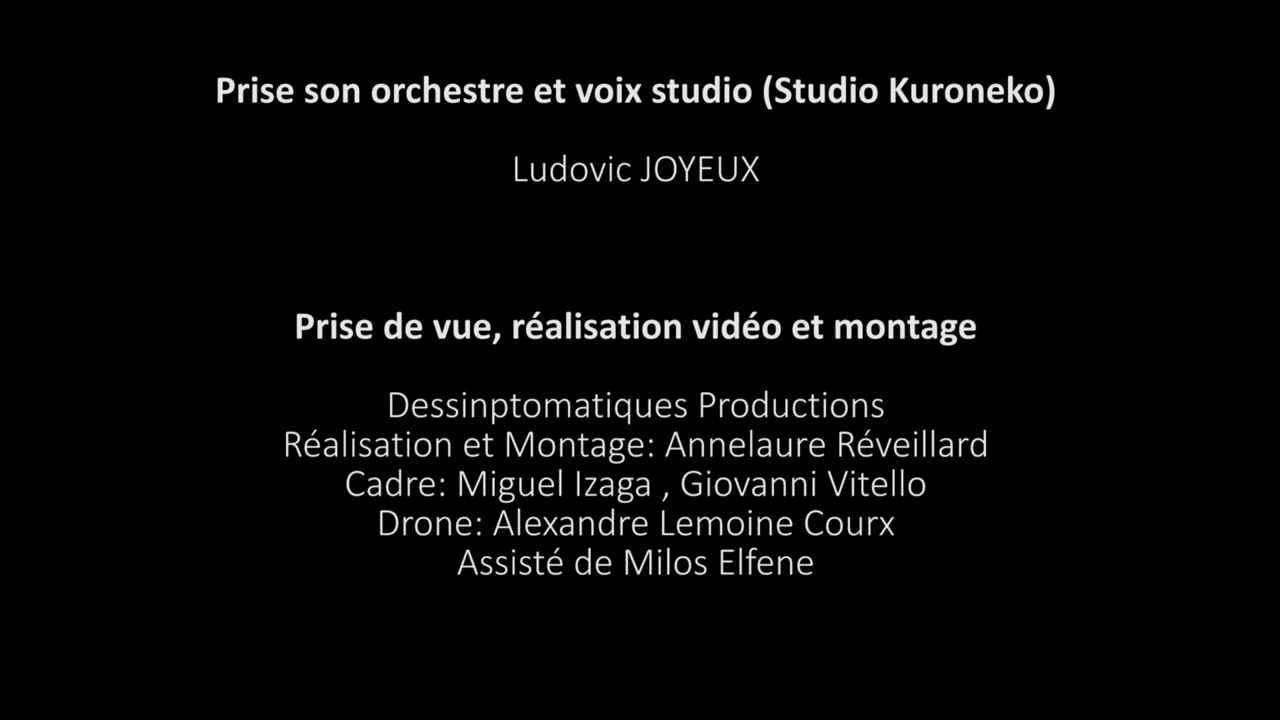 Prise son orchestre et voix studio (Studio Kuroneko)
Ludovic JOYEUX
Prise de vue, réalisation vidéo et montage
Dessinptomatiques Productions
Réalisation et Montage: Annelaure Réveillard
Cadre: Miguel Izaga , Giovanni Vitello
Drone: Alexandre Lemoine Courx
Assisté de Milos Elfene